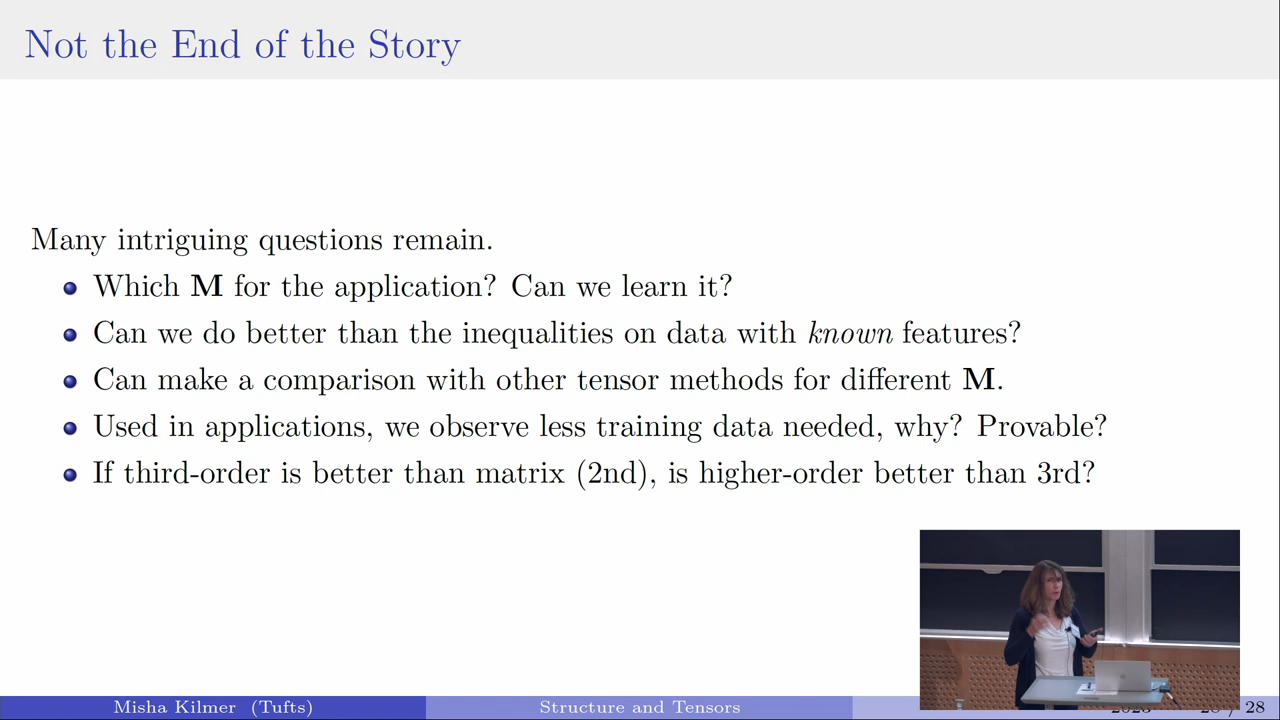 Not the End of the Story
Many intriguing questions remain.
Which M for the application? Can we learn it?
Can we do better than the inequalities on data with known features?
Can make a comparison with other tensor methods for different M.
Used in applications, we observe less training data needed, why? Provable?
If third-order is better than matrix (2nd), is higher-order better than 3rd?
Misha Kilmer (Tufts)
Structure and Tensors
/ 28